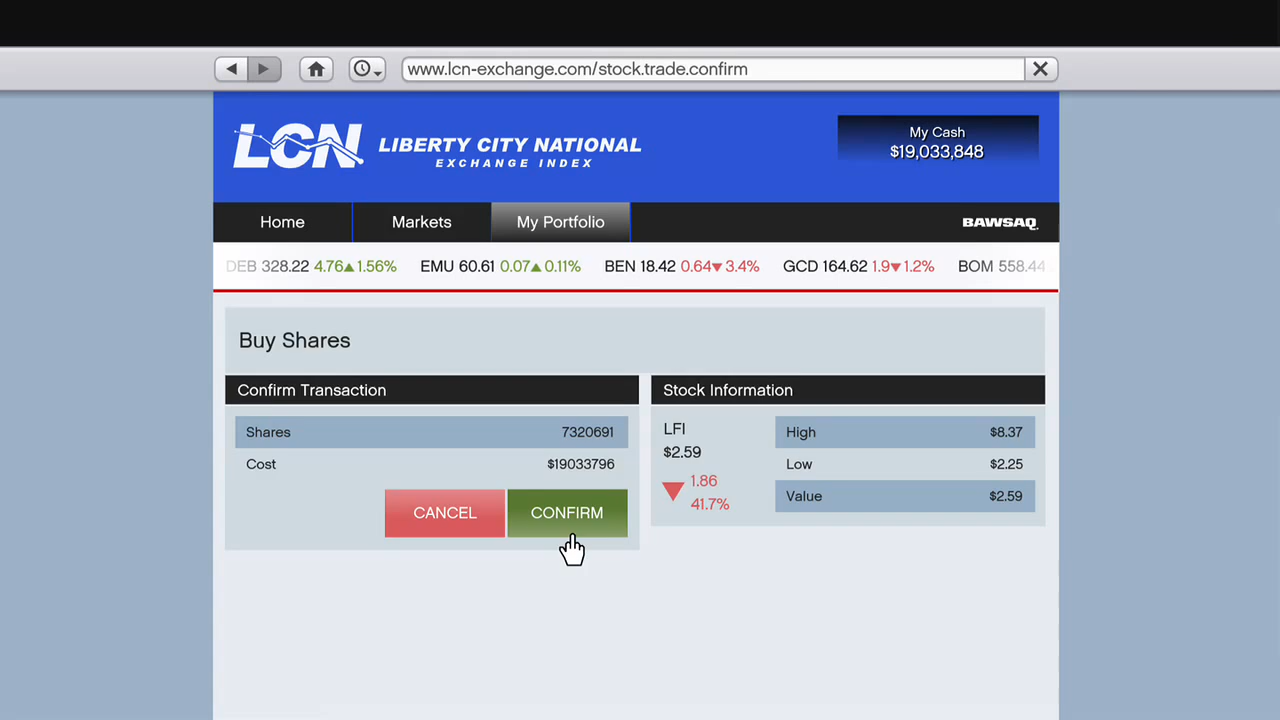 www.lcn-exchange.com/stock.trade.confirm
LCN LIBERTY CITY NATIONAL
EXCHANGE INDEX
My Cash
$19,033,848
Home Markets My Portfolio BAWSAQ
DEB 328.22 4.76 1.56% EMU 60.61 0.07 0.11% BEN 18.42 0.64 3.4% GCD 164.62 1.9 1.2% BOM 558.44
Buy Shares
Confirm Transaction
Shares 7320691
Cost $19033796
CANCEL CONFIRM
Stock Information
LFI
$2.59
1.86
41.7%
High $8.37
Low $2.25
Value $2.59